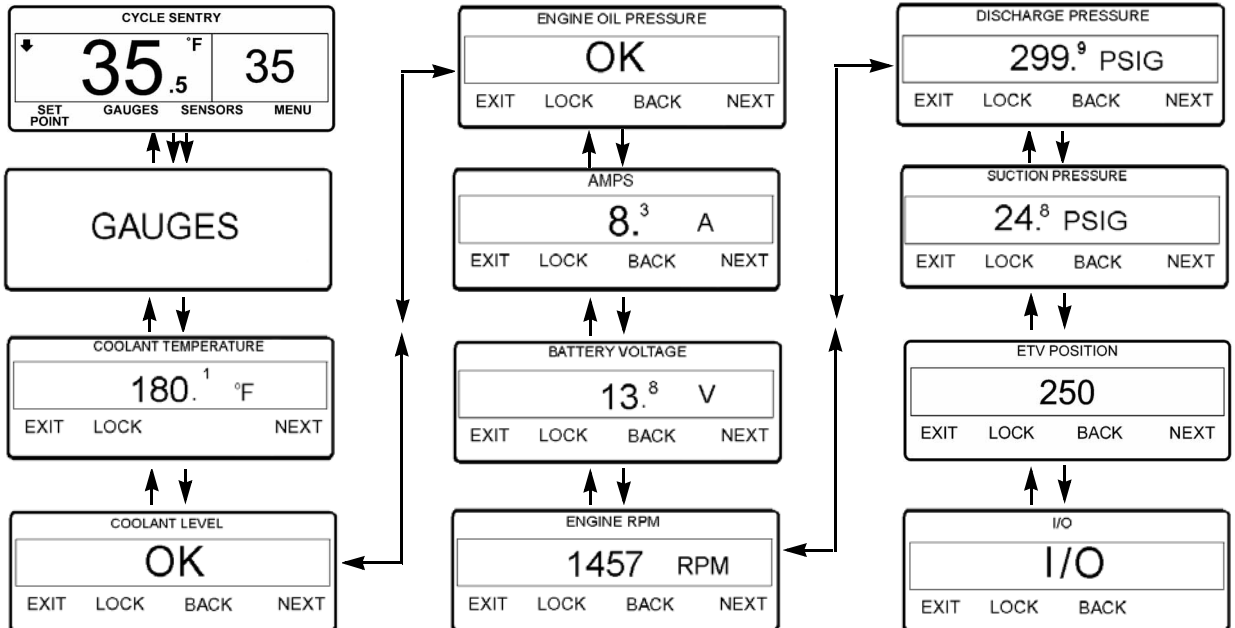 CYCLE SENTRY
35.5 °F 35
SET POINT GAUGES SENSORS MENU
GAUGES
COOLANT TEMPERATURE
180.1 °F
EXIT LOCK NEXT
COOLANT LEVEL
OK
EXIT LOCK BACK NEXT
ENGINE OIL PRESSURE
OK
EXIT LOCK BACK NEXT
AMPS
8.3 A
EXIT LOCK BACK NEXT
BATTERY VOLTAGE
13.8 V
EXIT LOCK BACK NEXT
ENGINE RPM
1457 RPM
EXIT LOCK BACK NEXT
DISCHARGE PRESSURE
299.9 PSIG
EXIT LOCK BACK NEXT
SUCTION PRESSURE
24.8 PSIG
EXIT LOCK BACK NEXT
ETV POSITION
250
EXIT LOCK BACK NEXT
I/O
I/O
EXIT LOCK BACK